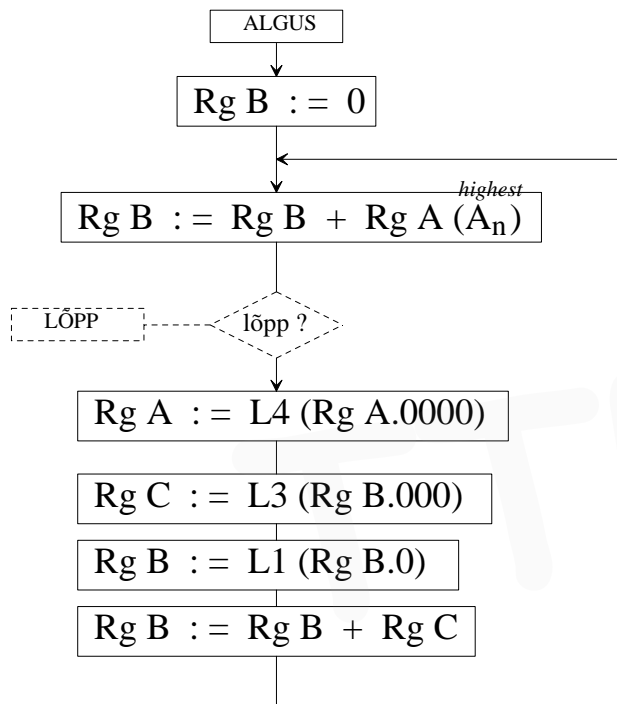 ALGUS
Rg B : = 0
highest
Rg B : = Rg B + Rg A (An)
LÕPP
lõpp ?
Rg A : = L4 (Rg A.0000)
Rg C : = L3 (Rg B.000)
Rg B : = L1 (Rg B.0)
Rg B : = Rg B + Rg C